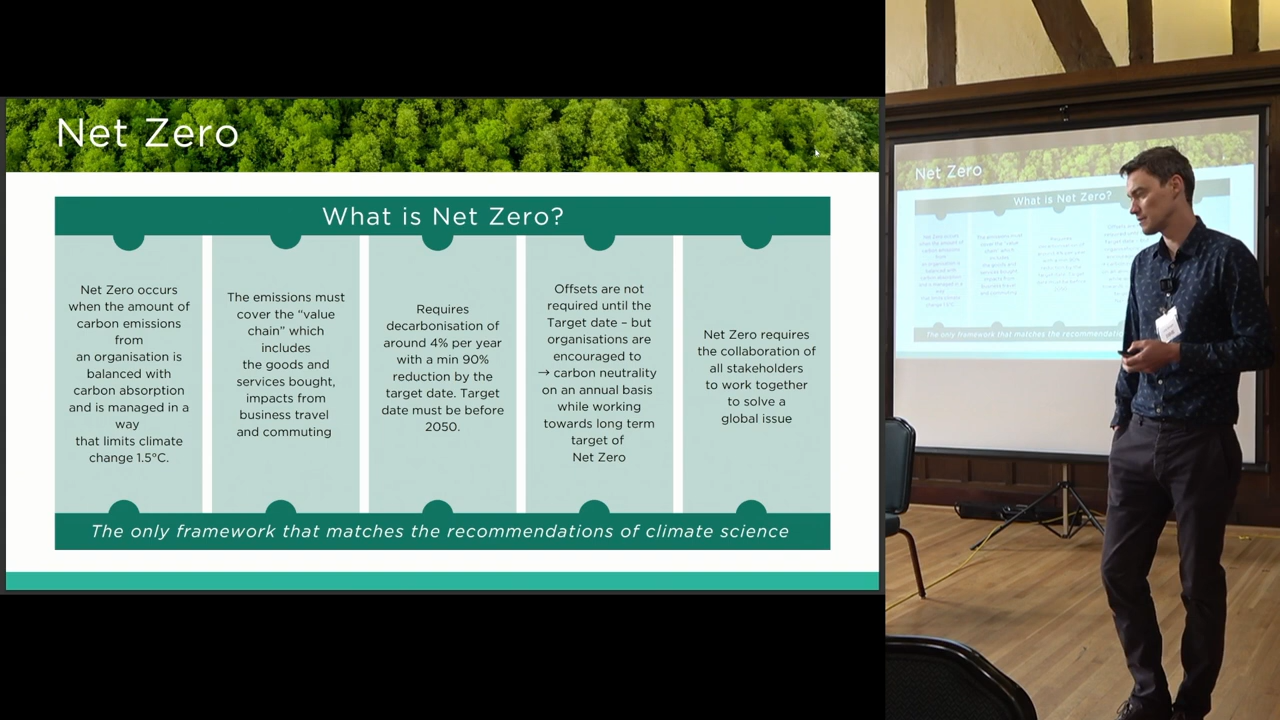 Net Zero
What is Net Zero?
Net Zero occurs
when the amount of
carbon emissions
from
an organisation is
balanced with
carbon absorption
and is managed in a
way
that limits climate
change 1.5°C.
The emissions must
cover the “value
chain” which
includes
the goods and
services bought,
impacts from
business travel
and commuting
Requires
decarbonisation of
around 4% per year
with a min 90%
reduction by the
target date. Target
date must be before
2050.
Offsets are not
required until the
Target date – but
organisations are
encouraged to
→ carbon neutrality
on an annual basis
while working
towards long term
target of
Net Zero
Net Zero requires
the collaboration of
all stakeholders
to work together
to solve a
global issue
The only framework that matches the recommendations of climate science
Net Zero
What is Net Zero?
The only framework that matches the